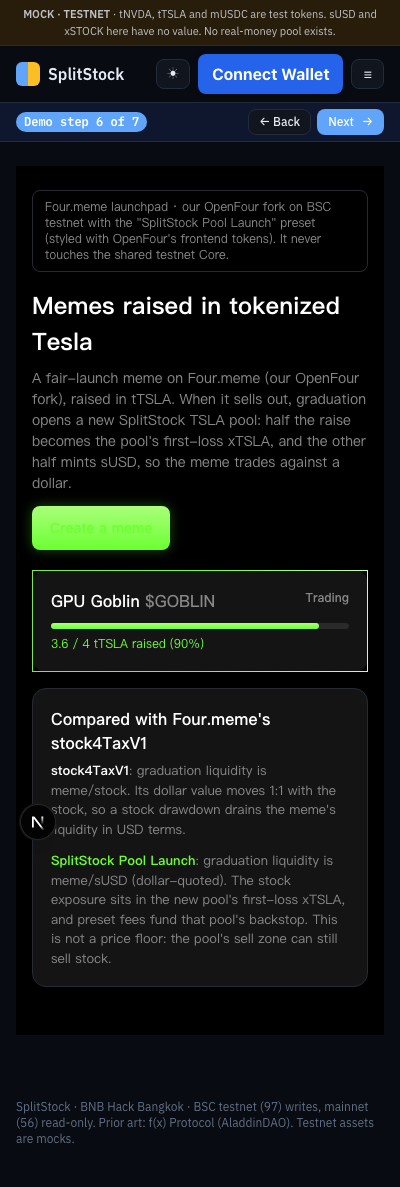 MOCK · TESTNET · tNVDA, tTSLA and mUSDC are test tokens. sUSD and
xSTOCK here have no value. No real-money pool exists.
SplitStock
☀
Connect Wallet
≡
Demo step 6 of 7
← Back
Next →
Four.meme launchpad · our OpenFour fork on BSC
testnet with the "SplitStock Pool Launch" preset
(styled with OpenFour's frontend tokens). It never
touches the shared testnet Core.
Memes raised in tokenized
Tesla
A fair-launch meme on Four.meme (our OpenFour
fork), raised in tTSLA. When it sells out, graduation
opens a new SplitStock TSLA pool: half the raise
becomes the pool's first-loss xTSLA, and the other
half mints sUSD, so the meme trades against a
dollar.
Create a meme
GPU Goblin $GOBLIN
Trading
3.6 / 4 tTSLA raised (90%)
Compared with Four.meme's
stock4TaxV1
stock4TaxV1: graduation liquidity is
meme/stock. Its dollar value moves 1:1 with the
stock, so a stock drawdown drains the meme's
liquidity in USD terms.
N
SplitStock Pool Launch: graduation liquidity is
meme/sUSD (dollar-quoted). The stock
exposure sits in the new pool's first-loss xTSLA,
and preset fees fund that pool's backstop. This
is not a price floor: the pool's sell zone can still
sell stock.
SplitStock · BNB Hack Bangkok · BSC testnet (97) writes, mainnet
(56) read-only. Prior art: f(x) Protocol (AladdinDAO). Testnet assets
are mocks.